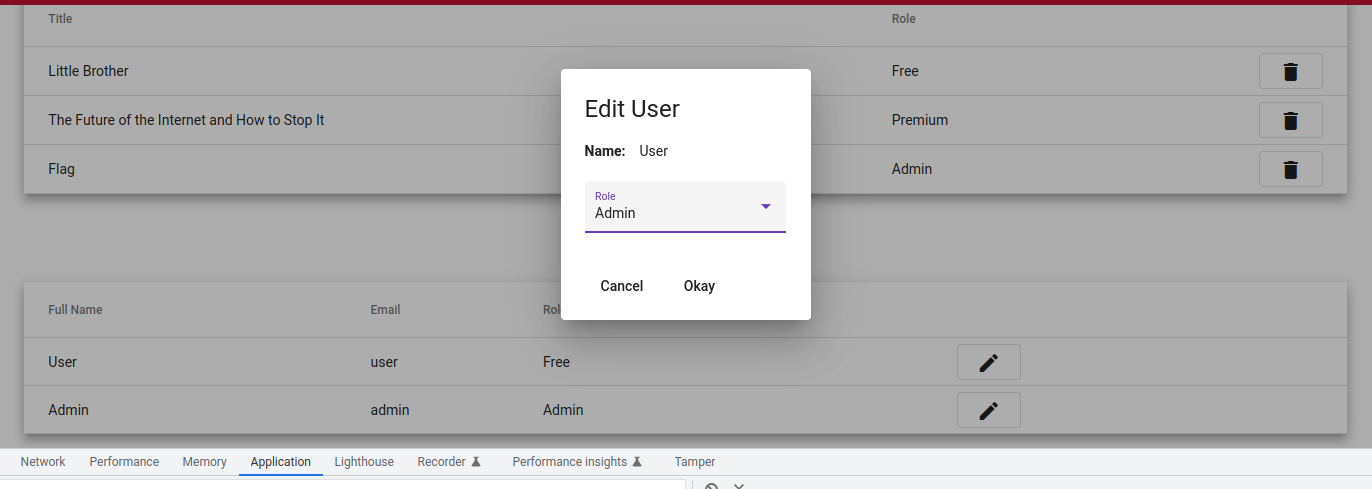 Title Role
Little Brother Free
The Future of the Internet and How to Stop It Premium
Flag Admin
Edit User
Name: User
Role
Admin
Cancel Okay
Full Name Email Rol
User user Free
Admin admin Admin
Network Performance Memory Application Lighthouse Recorder Performance insights Tamper